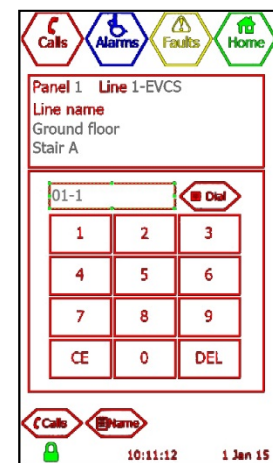 Calls Alarms Faults Home
Panel 1 Line 1-EVCS
Line name
Ground floor
Stair A
01-1 Dial
1 2 3
4 5 6
7 8 9
CE 0 DEL
Calls Name
10:11:12 1 Jan 15